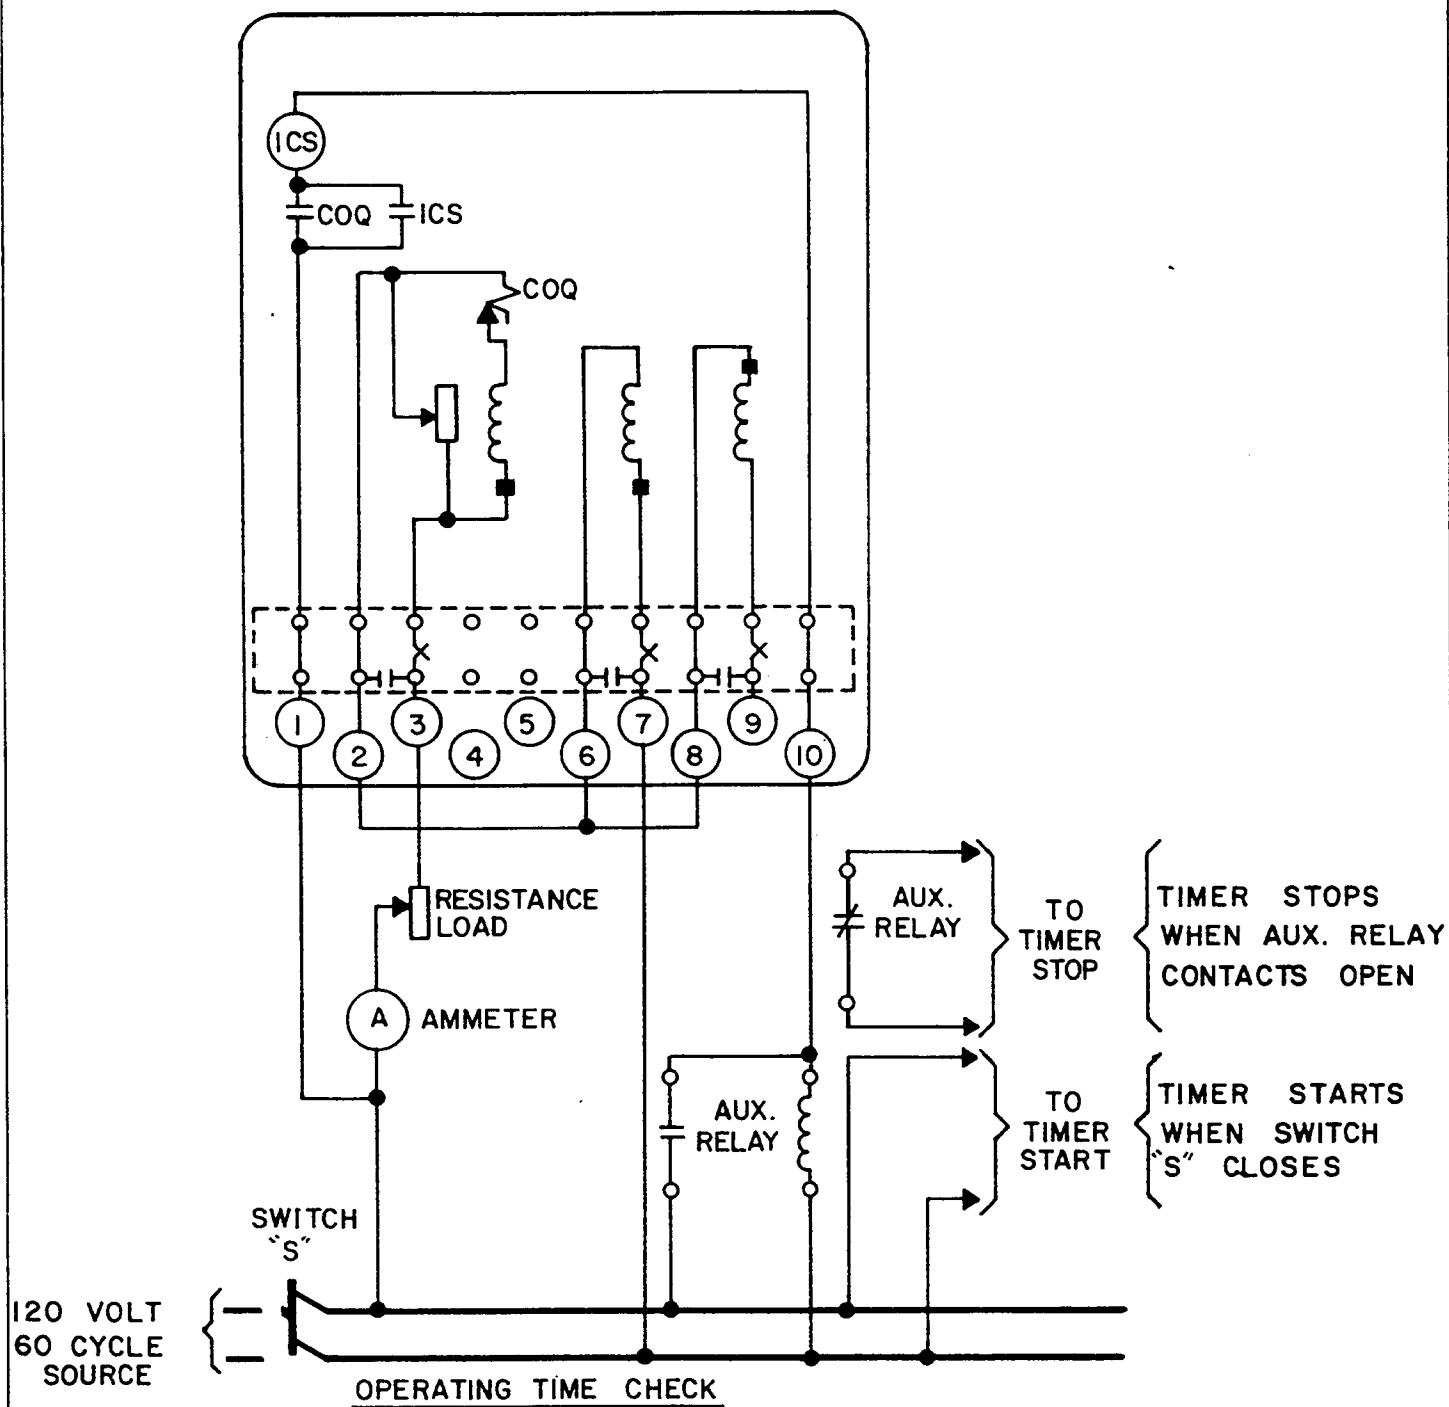 ICS
COQ
ICS
COQ
1
2
3
4
5
6
7
8
9
10
RESISTANCE
LOAD
A
AMMETER
AUX.
RELAY
TO
TIMER
STOP
TIMER STOPS
WHEN AUX. RELAY
CONTACTS OPEN
AUX.
RELAY
TO
TIMER
START
TIMER STARTS
WHEN SWITCH
"S" CLOSES
SWITCH
"S"
120 VOLT
60 CYCLE
SOURCE
OPERATING TIME CHECK